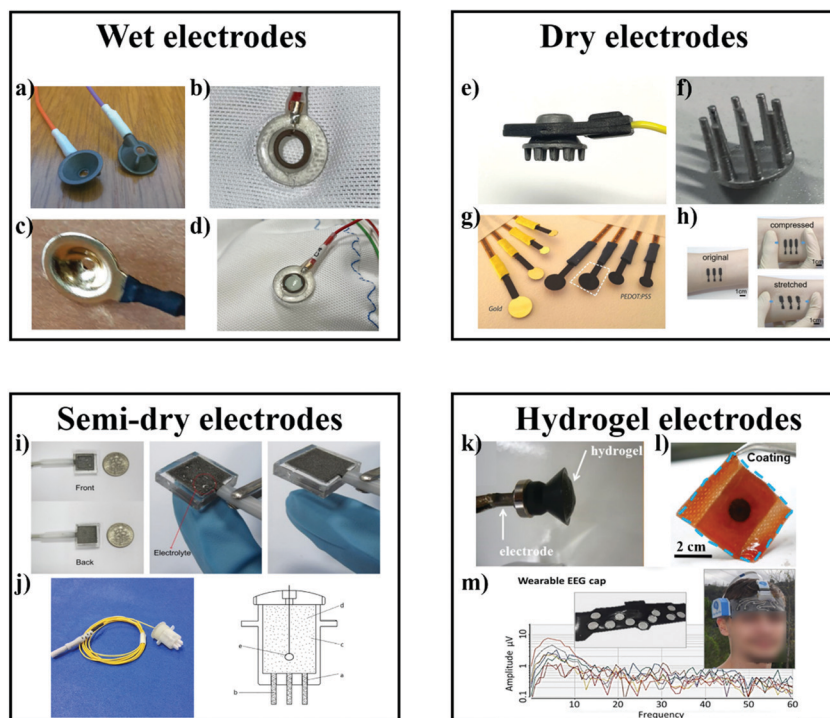 Wet electrodes
a)
b)
c)
d)
Dry electrodes
e)
f)
g)
Gold
PEDOT:PSS
h)
original
1cm
compressed
1cm
stretched
1cm
Semi-dry electrodes
i)
Front
Back
Electrolyte
j)
d
c
e
a
b
Hydrogel electrodes
k)
hydrogel
electrode
l)
Coating
2 cm
m)
Wearable EEG cap
Amplitude µV
10
1
0.1
10 20 30 40 50 60
Frequency